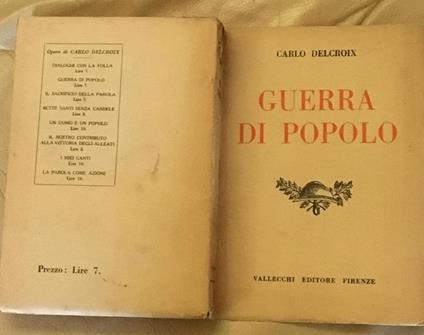 Opere di CARLO DELCROIX
DIALOGHI CON LA FOLLA
Lire 7.
GUERRA DI POPOLO
Lire 7.
IL SACRIFICIO DELLA PAROLA
Lire 7.
SETTE SANTI SENZA CANDELE
Lire 8.
UN UOMO E UN POPOLO
Lire 10.
IL NOSTRO CONTRIBUTO
ALLA VITTORIA DEGLI ALLEATI
Lire 2.
I MIEI CANTI
Lire 10.
LA PAROLA COME AZIONE
Lire 10.
Prezzo: Lire 7.
CARLO DELCROIX
GUERRA
DI POPOLO
VALLECCHI EDITORE FIRENZE